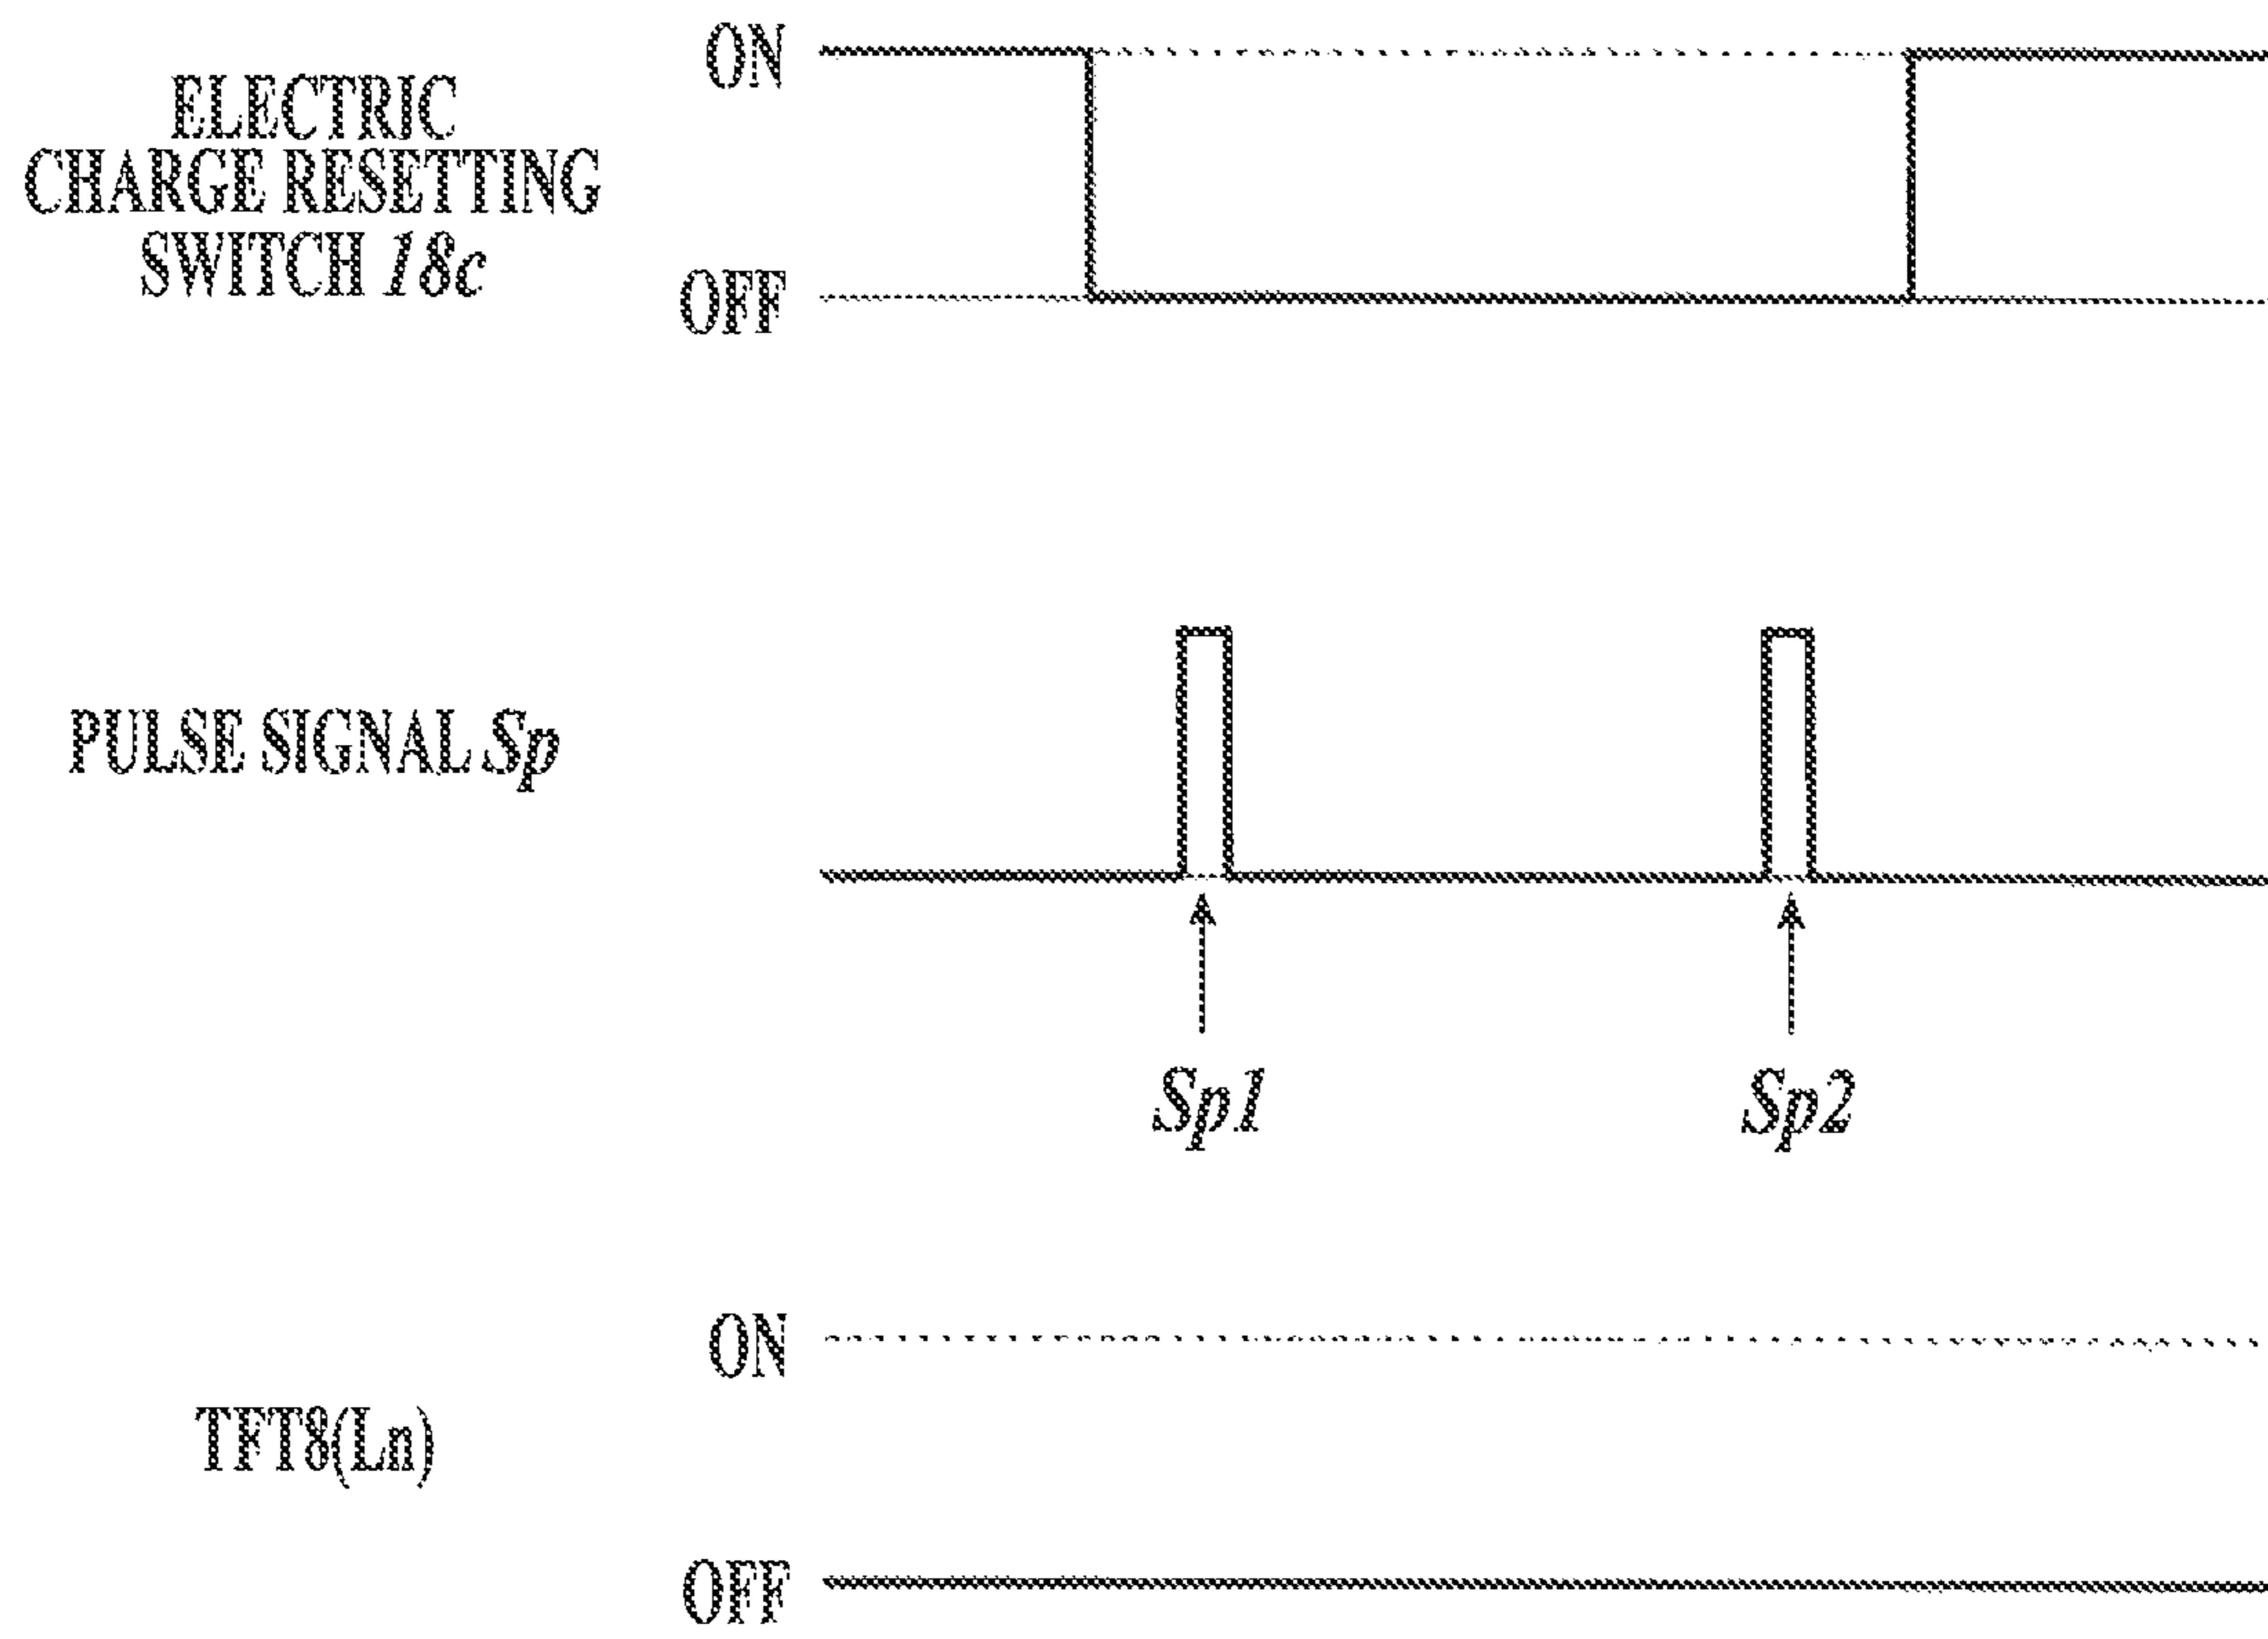 ON
ELECTRIC
CHARGE RESETTING
SWITCH 18c
OFF
PULSE SIGNAL Sp
Sp1
Sp2
ON
TFT8(Ln)
OFF